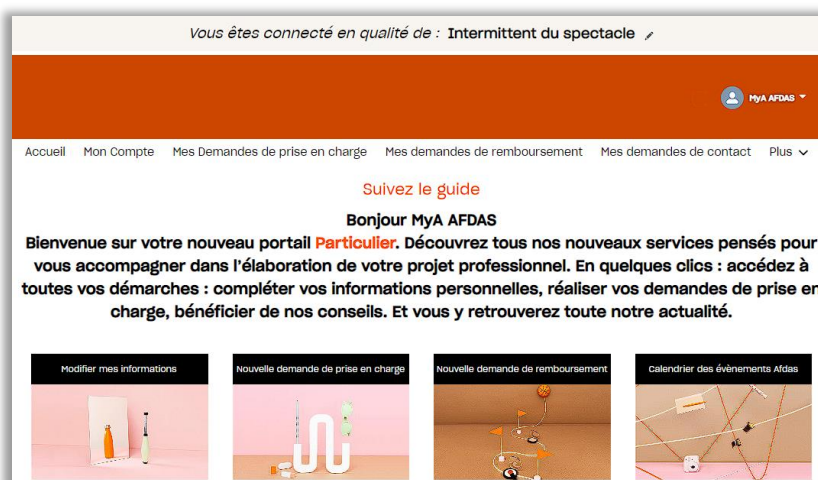 Vous êtes connecté en qualité de : Intermittent du spectacle
MyA AFDAS
Accueil Mon Compte Mes Demandes de prise en charge Mes demandes de remboursement Mes demandes de contact Plus
Suivez le guide
Bonjour MyA AFDAS
Bienvenue sur votre nouveau portail Particulier. Découvrez tous nos nouveaux services pensés pour
vous accompagner dans l'élaboration de votre projet professionnel. En quelques clics : accédez à
toutes vos démarches : compléter vos informations personnelles, réaliser vos demandes de prise en
charge, bénéficier de nos conseils. Et vous y retrouverez toute notre actualité.
Modifier mes informations Nouvelle demande de prise en charge Nouvelle demande de remboursement Calendrier des évènements Afdas